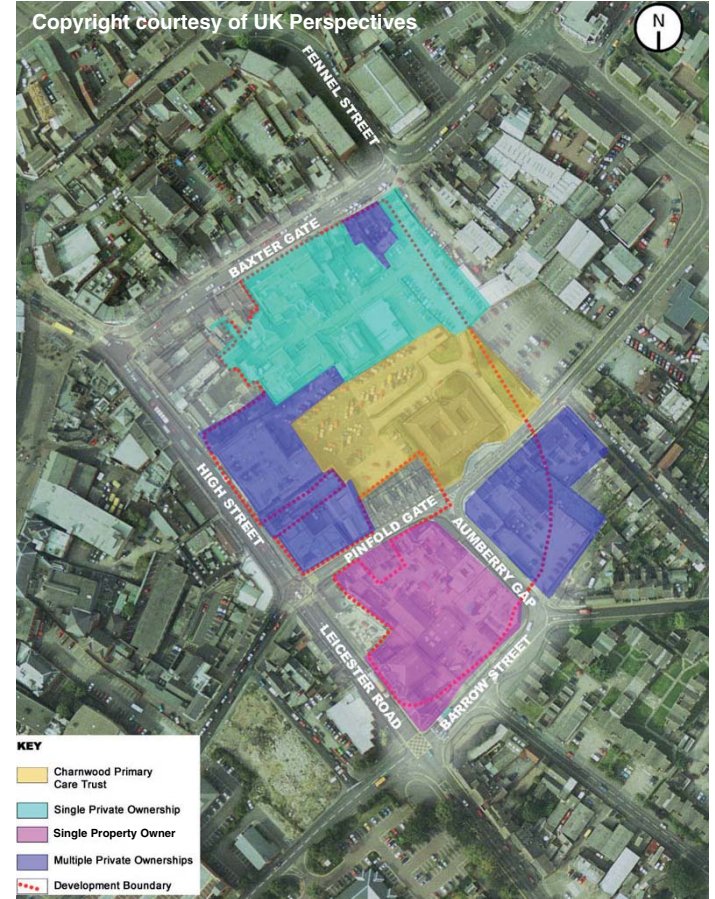 Copyright courtesy of UK Perspectives
N
FENNEL STREET
BAXTER GATE
HIGH STREET
PINFOLD GATE
AUMBERRY GAP
LEICESTER ROAD
BARROW STREET
KEY
Charnwood Primary
Care Trust
Single Private Ownership
Single Property Owner
Multiple Private Ownerships
Development Boundary